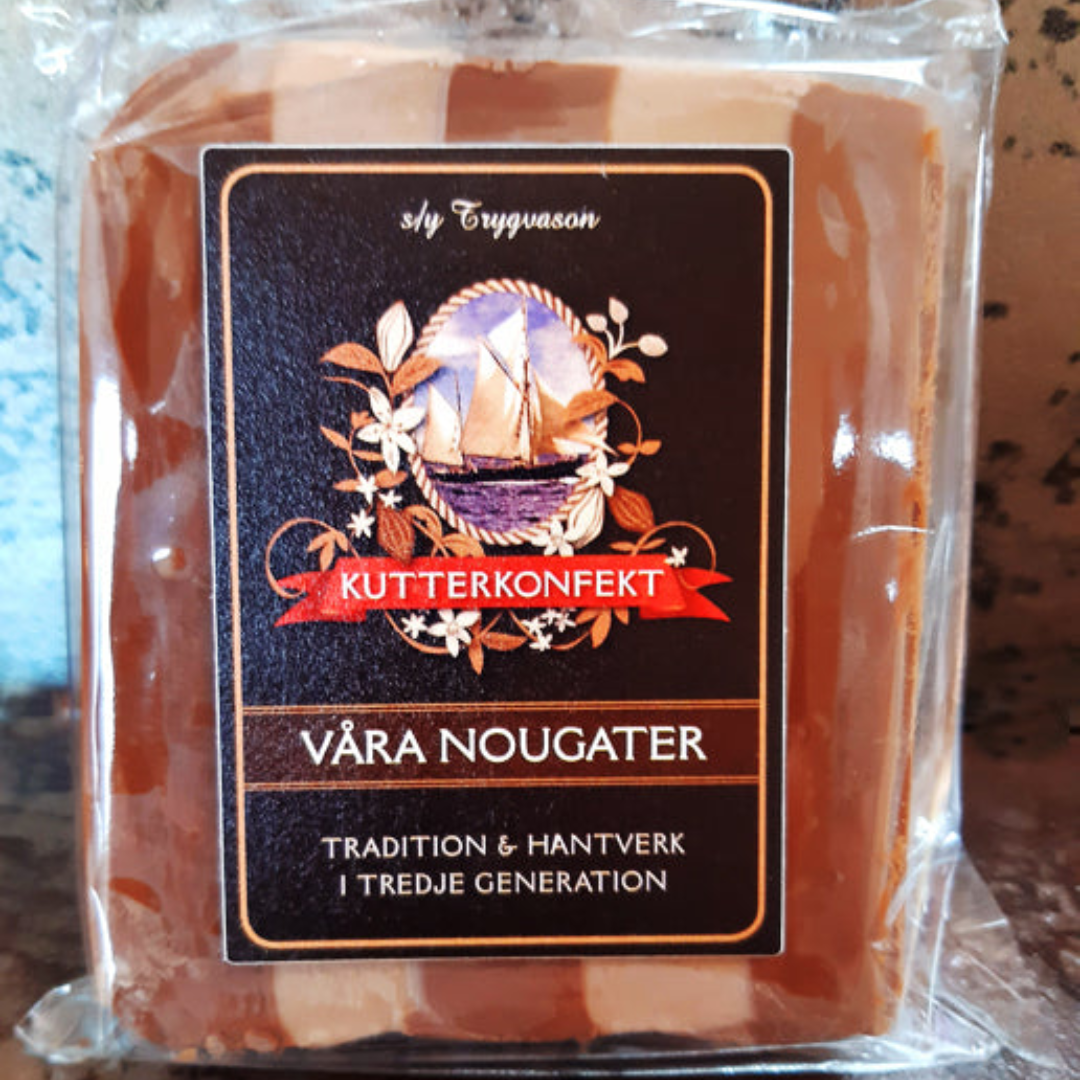 s/y Trygvason
KUTTERKONFEKT
VÅRA NOUGATER
TRADITION & HANTVERK
I TREDJE GENERATION